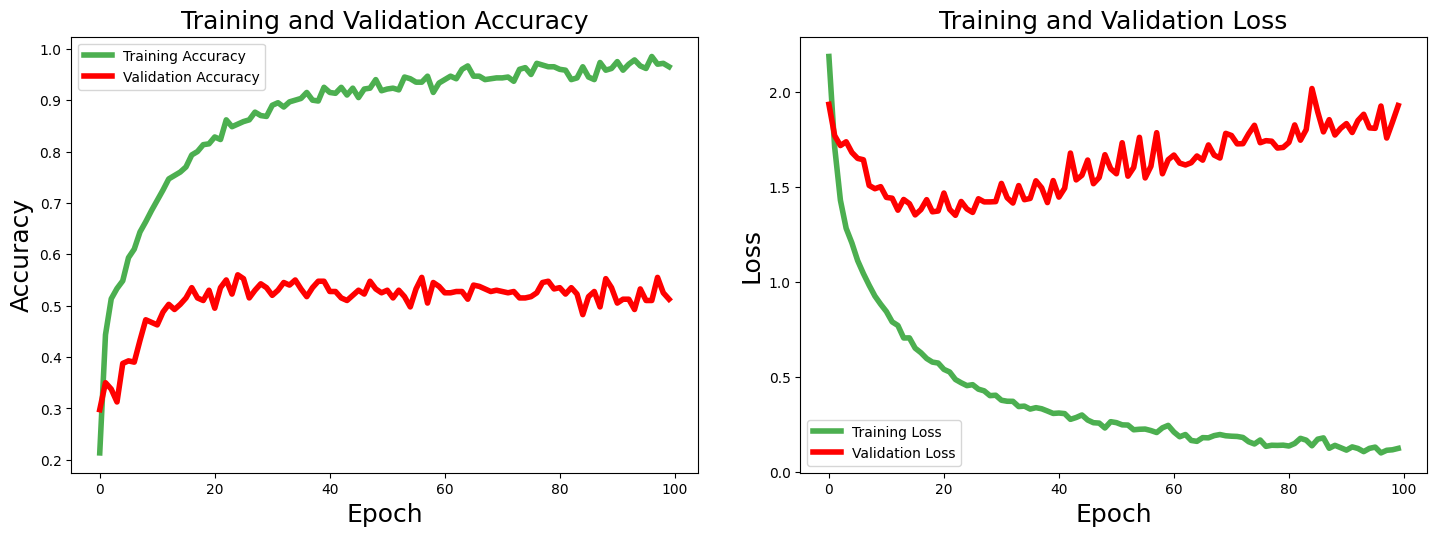 Training and Validation Accuracy
Training Accuracy
Validation Accuracy
Accuracy
1.0
0.9
0.8
0.7
0.6
0.5
0.4
0.3
0.2
0
20
40
60
80
100
Epoch
Training and Validation Loss
Loss
2.0
1.5
1.0
0.5
0.0
Training Loss
Validation Loss
0
20
40
60
80
100
Epoch